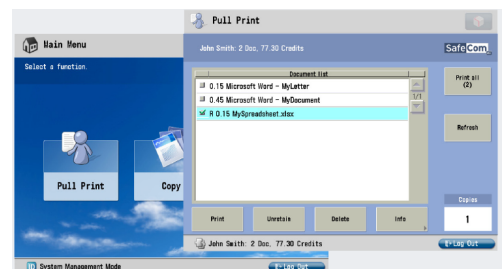 Main Menu
Select a function.
Pull Print
Copy
ID System Management Mode
Log Out
Pull Print
John Smith: 2 Doc, 77.30 Credits
SafeCom
Document list
0.15 Microsoft Word - MyLetter
0.45 Microsoft Word - MyDocument
R 0.15 MySpreadsheet.xlsx
1/1
Print all
(2)
Refresh
Copies
1
Print
Unretain
Delete
Info
John Smith: 2 Doc, 77.30 Credits
Log Out